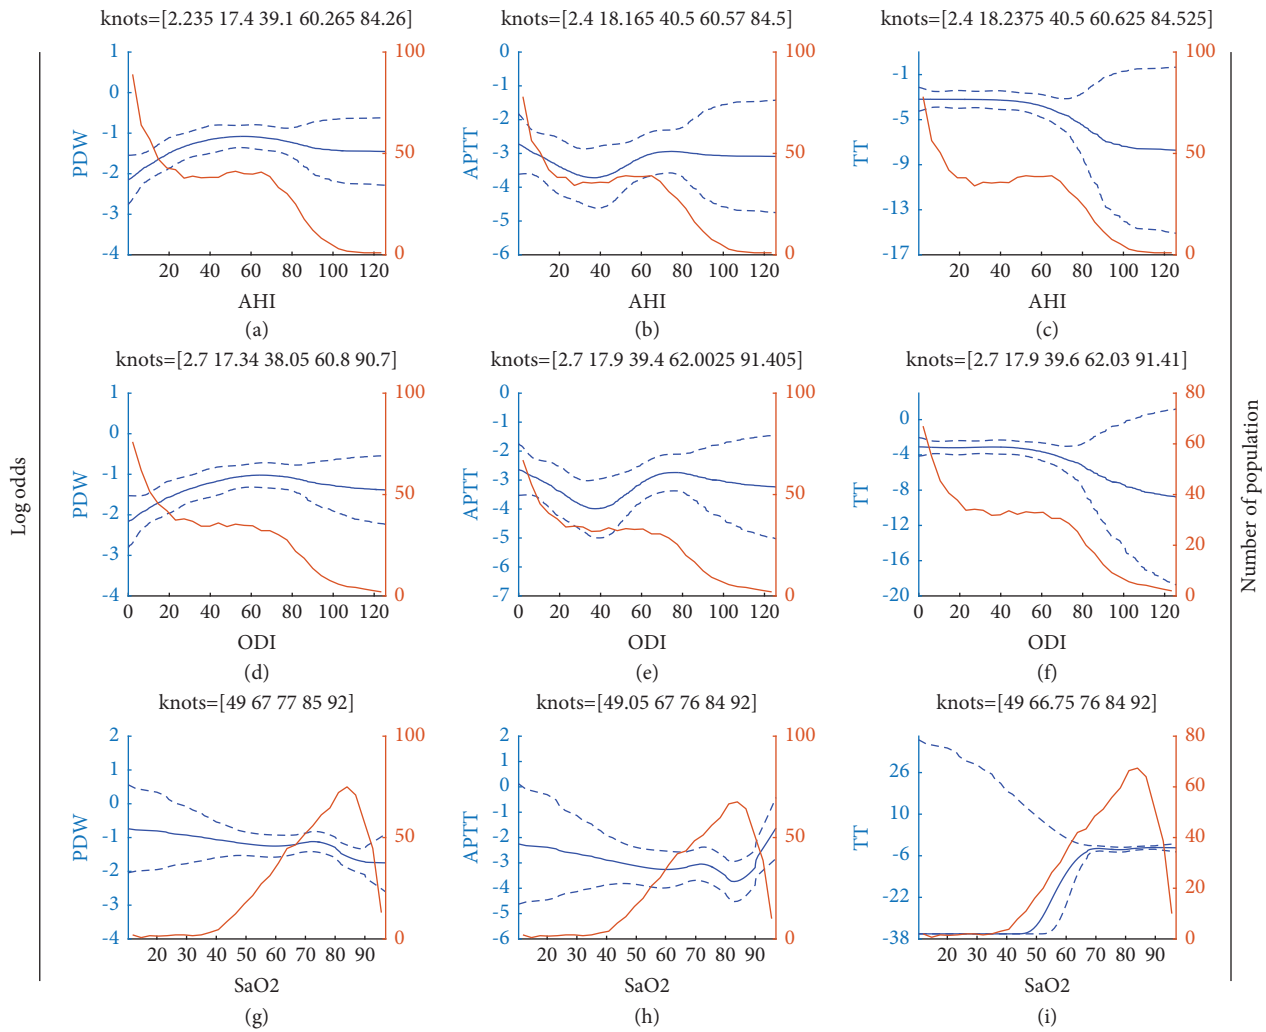 knots=[2.235 17.4 39.1 60.265 84.26]
1
0
-1
-2
-3
-4
PDW
100
50
0
20 40 60 80 100 120
AHI
(a)
knots=[2.4 18.165 40.5 60.57 84.5]
0
-1
-2
-3
-4
-5
-6
APTT
100
50
0
20 40 60 80 100 120
AHI
(b)
knots=[2.4 18.2375 40.5 60.625 84.525]
-1
-5
-9
-13
-17
TT
100
50
0
20 40 60 80 100 120
AHI
(c)
knots=[2.7 17.34 38.05 60.8 90.7]
1
0
-1
-2
-3
-4
PDW
100
50
0
0 20 40 60 80 100 120
ODI
(d)
knots=[2.7 17.9 39.4 62.0025 91.405]
0
-1
-2
-3
-4
-5
-6
-7
APTT
100
50
0
0 20 40 60 80 100 120
ODI
(e)
knots=[2.7 17.9 39.6 62.03 91.41]
0
-4
-8
-12
-16
-20
TT
80
60
40
20
0
0 20 40 60 80 100 120
ODI
(f)
knots=[49 67 77 85 92]
2
1
0
-1
-2
-3
-4
PDW
100
50
0
20 30 40 50 60 70 80 90
SaO2
(g)
knots=[49.05 67 76 84 92]
2
1
0
-1
-2
-3
-4
-5
-6
APTT
100
50
0
20 30 40 50 60 70 80 90
SaO2
(h)
knots=[49 66.75 76 84 92]
26
10
-6
-22
-38
TT
80
60
40
20
0
20 30 40 50 60 70 80 90
SaO2
(i)
Log odds
Number of population